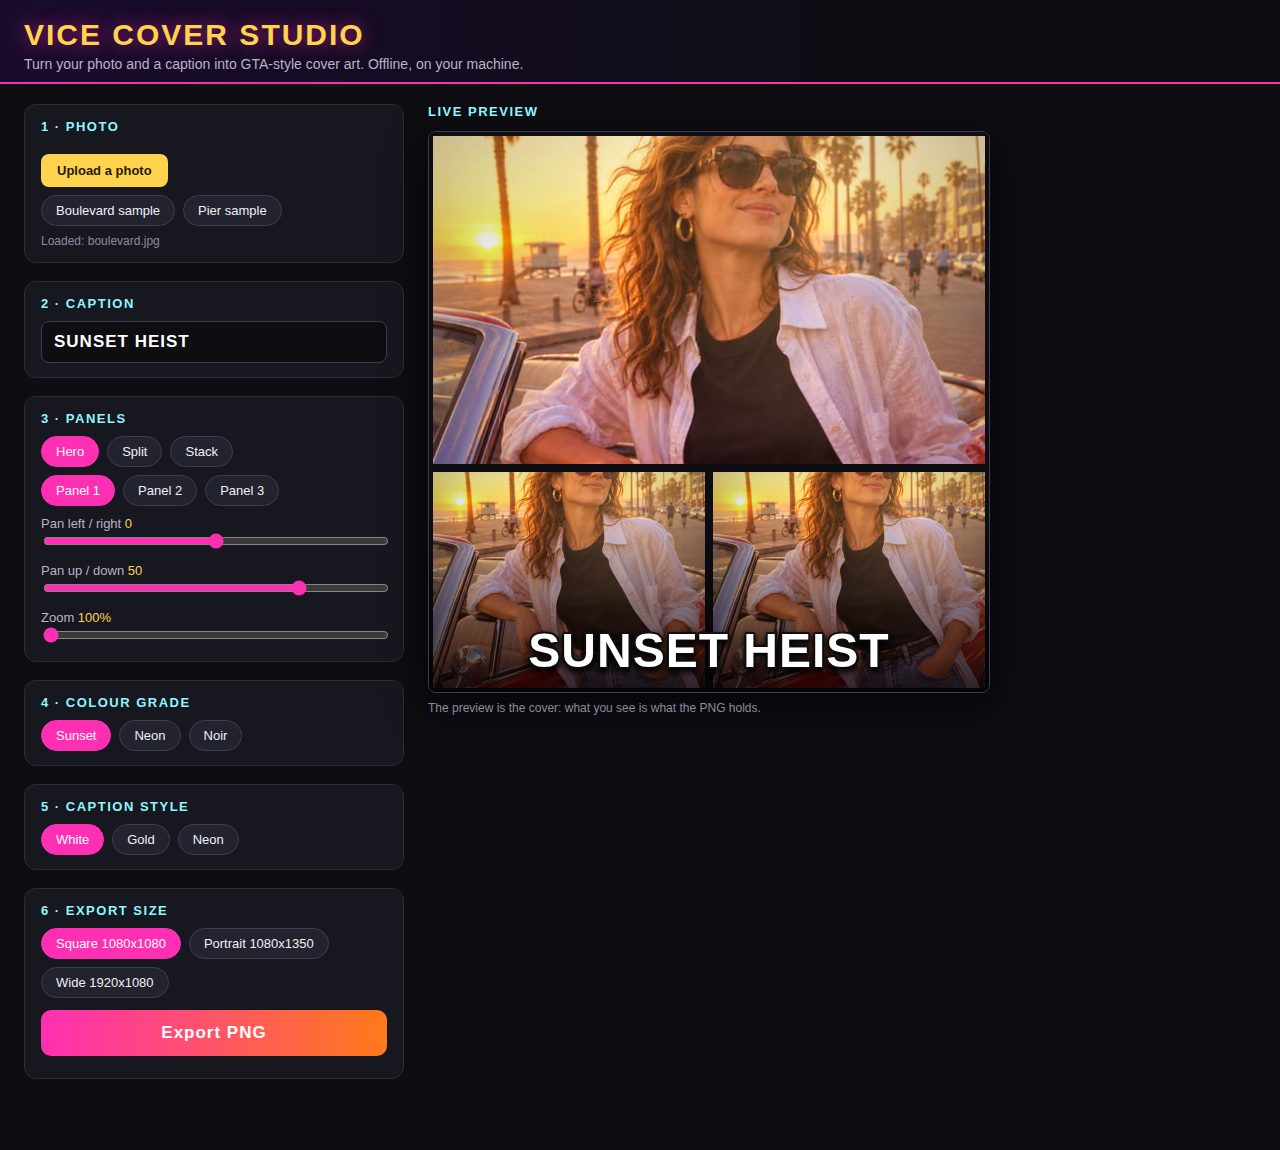 VICE COVER STUDIO
Turn your photo and a caption into GTA-style cover art. Offline, on your machine.
1 · PHOTO
Upload a photo
Boulevard sample
Pier sample
Loaded: boulevard.jpg
2 · CAPTION
SUNSET HEIST
3 · PANELS
Hero
Split
Stack
Panel 1
Panel 2
Panel 3
Pan left / right 0
Pan up / down 50
Zoom 100%
4 · COLOUR GRADE
Sunset
Neon
Noir
5 · CAPTION STYLE
White
Gold
Neon
6 · EXPORT SIZE
Square 1080x1080
Portrait 1080x1350
Wide 1920x1080
Export PNG
LIVE PREVIEW
SUNSET HEIST
The preview is the cover: what you see is what the PNG holds.